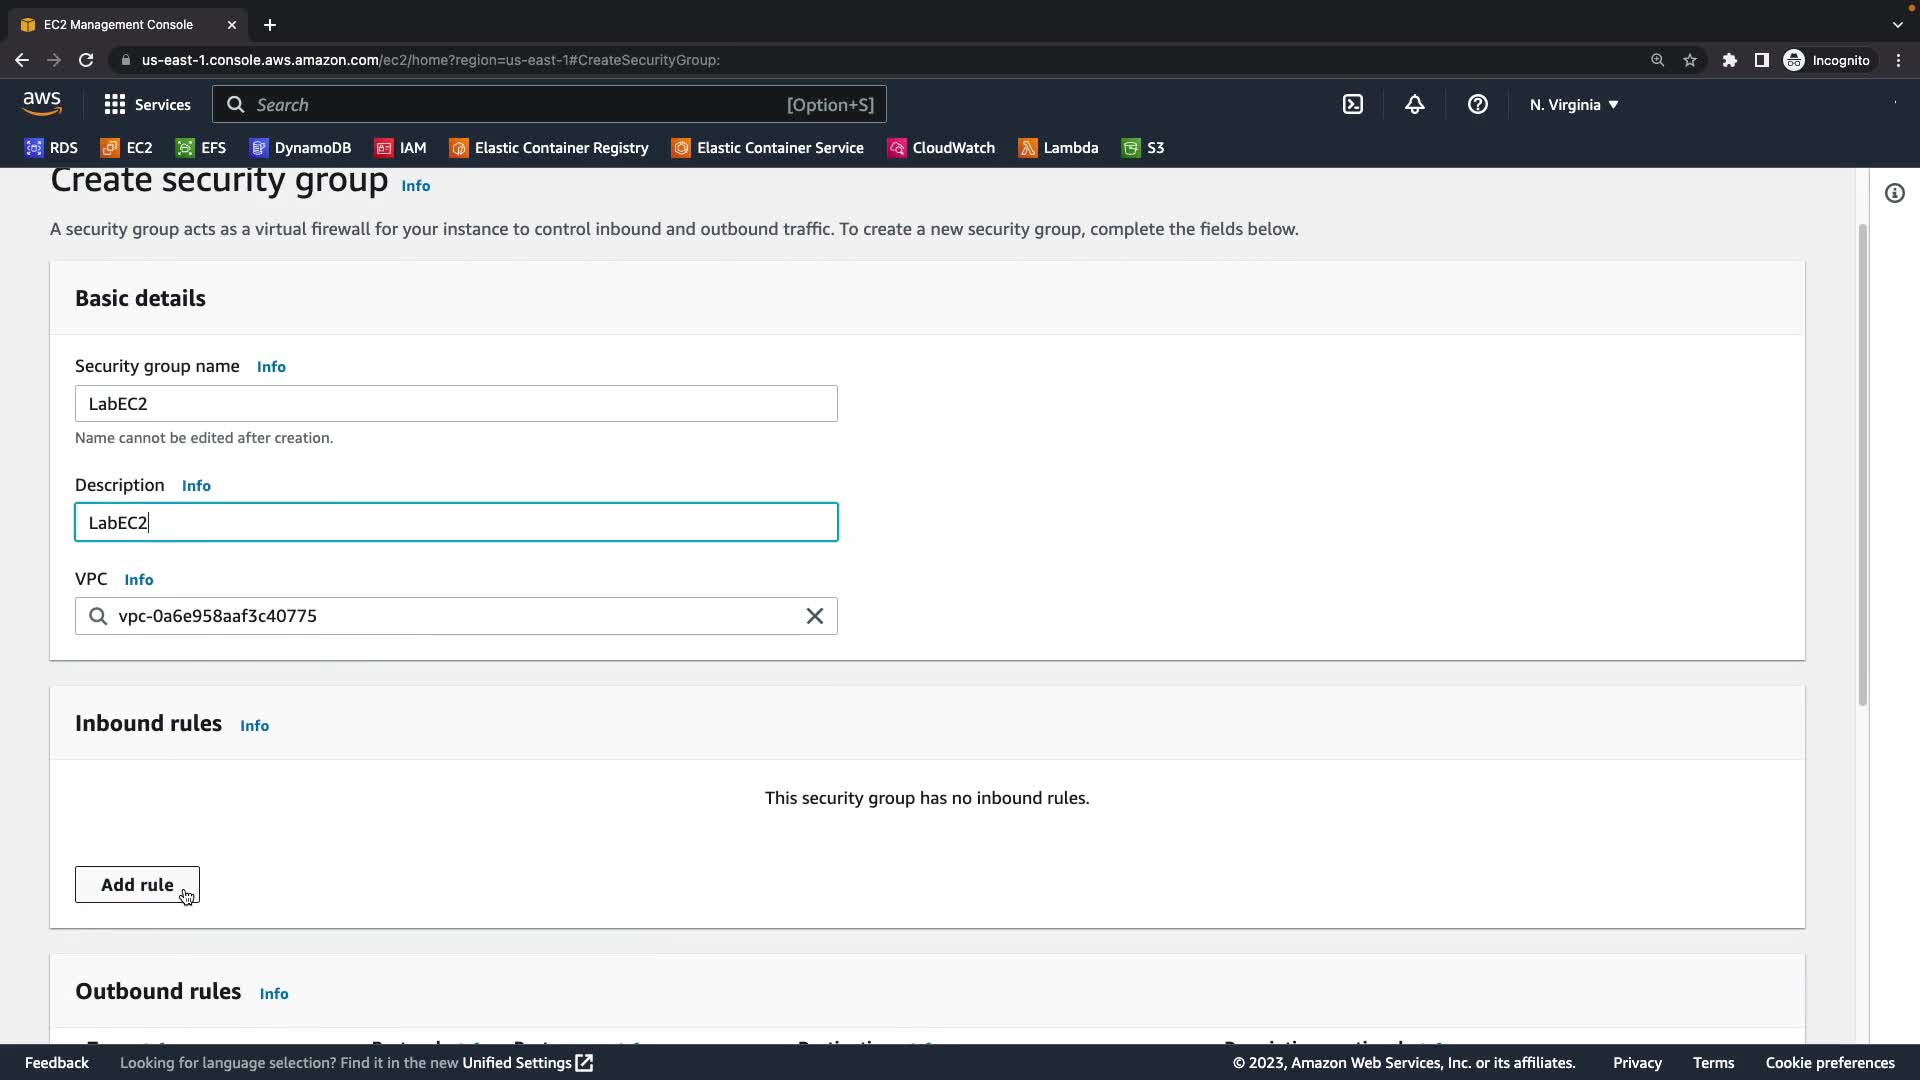 EC2 Management Console
us-east-1.console.aws.amazon.com/ec2/home?region=us-east-1#CreateSecurityGroup:
Incognito
aws
Services
Search
[Option+S]
N. Virginia
RDS
EC2
EFS
DynamoDB
IAM
Elastic Container Registry
Elastic Container Service
CloudWatch
Lambda
S3
Create security group Info
A security group acts as a virtual firewall for your instance to control inbound and outbound traffic. To create a new security group, complete the fields below.
Basic details
Security group name Info
LabEC2
Name cannot be edited after creation.
Description Info
LabEC2
VPC Info
vpc-0a6e958aaf3c40775
Inbound rules Info
This security group has no inbound rules.
Add rule
Outbound rules Info
Feedback
Looking for language selection? Find it in the new Unified Settings
© 2023, Amazon Web Services, Inc. or its affiliates.
Privacy
Terms
Cookie preferences